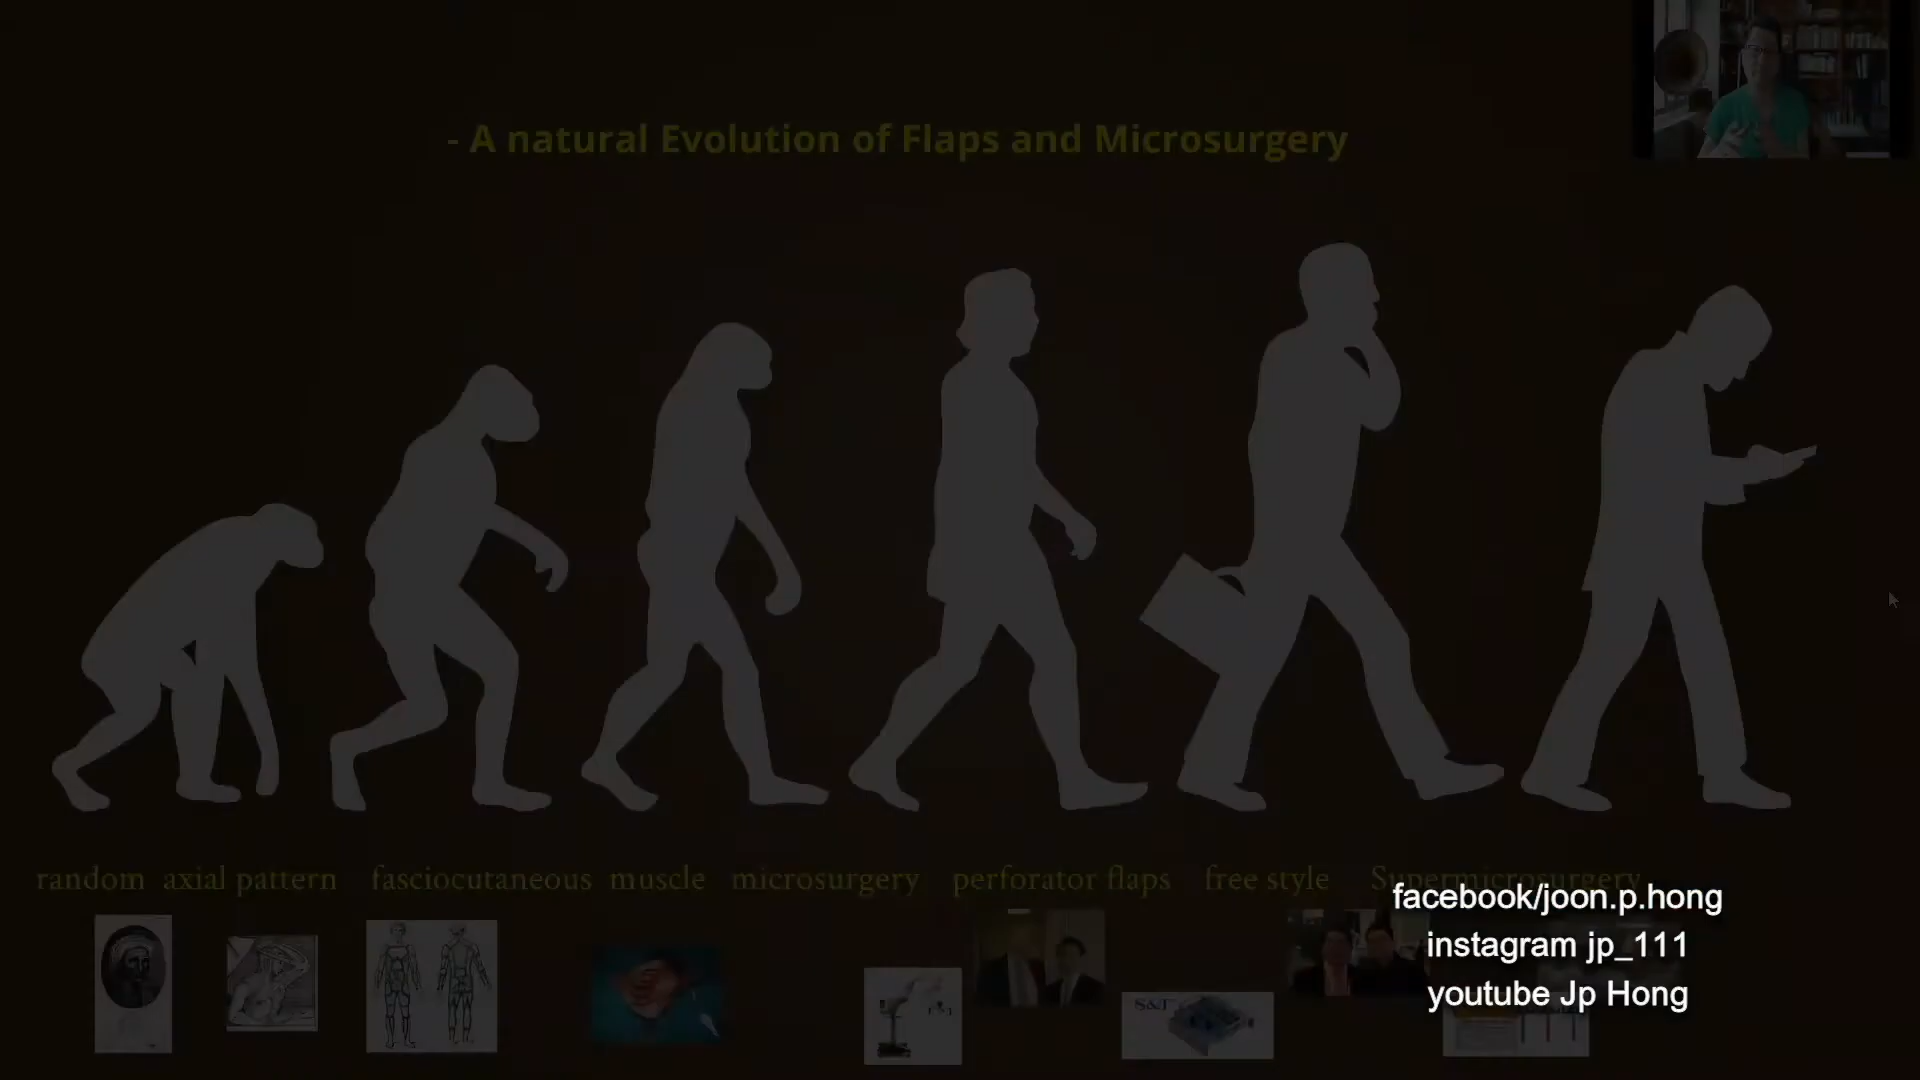 - A natural Evolution of Flaps and Microsurgery
random axial pattern fasciocutaneous muscle microsurgery perforator flaps free style Supermicrosurgery
S&T
facebook/joon.p.hong
instagram jp_111
youtube Jp Hong